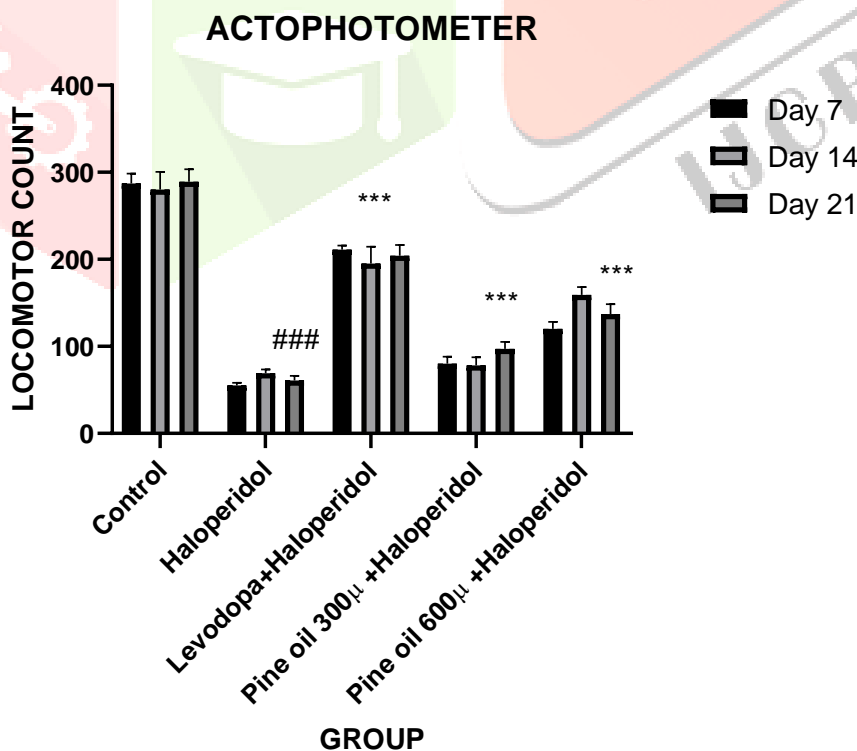 ACTOPHOTOMETER
LOCOMOTOR COUNT
400
300
200
100
0
***
###
***
***
Day 7
Day 14
Day 21
Control
Haloperidol
Levodopa+Haloperidol
Pine oil 300μ +Haloperidol
Pine oil 600μ +Haloperidol
GROUP